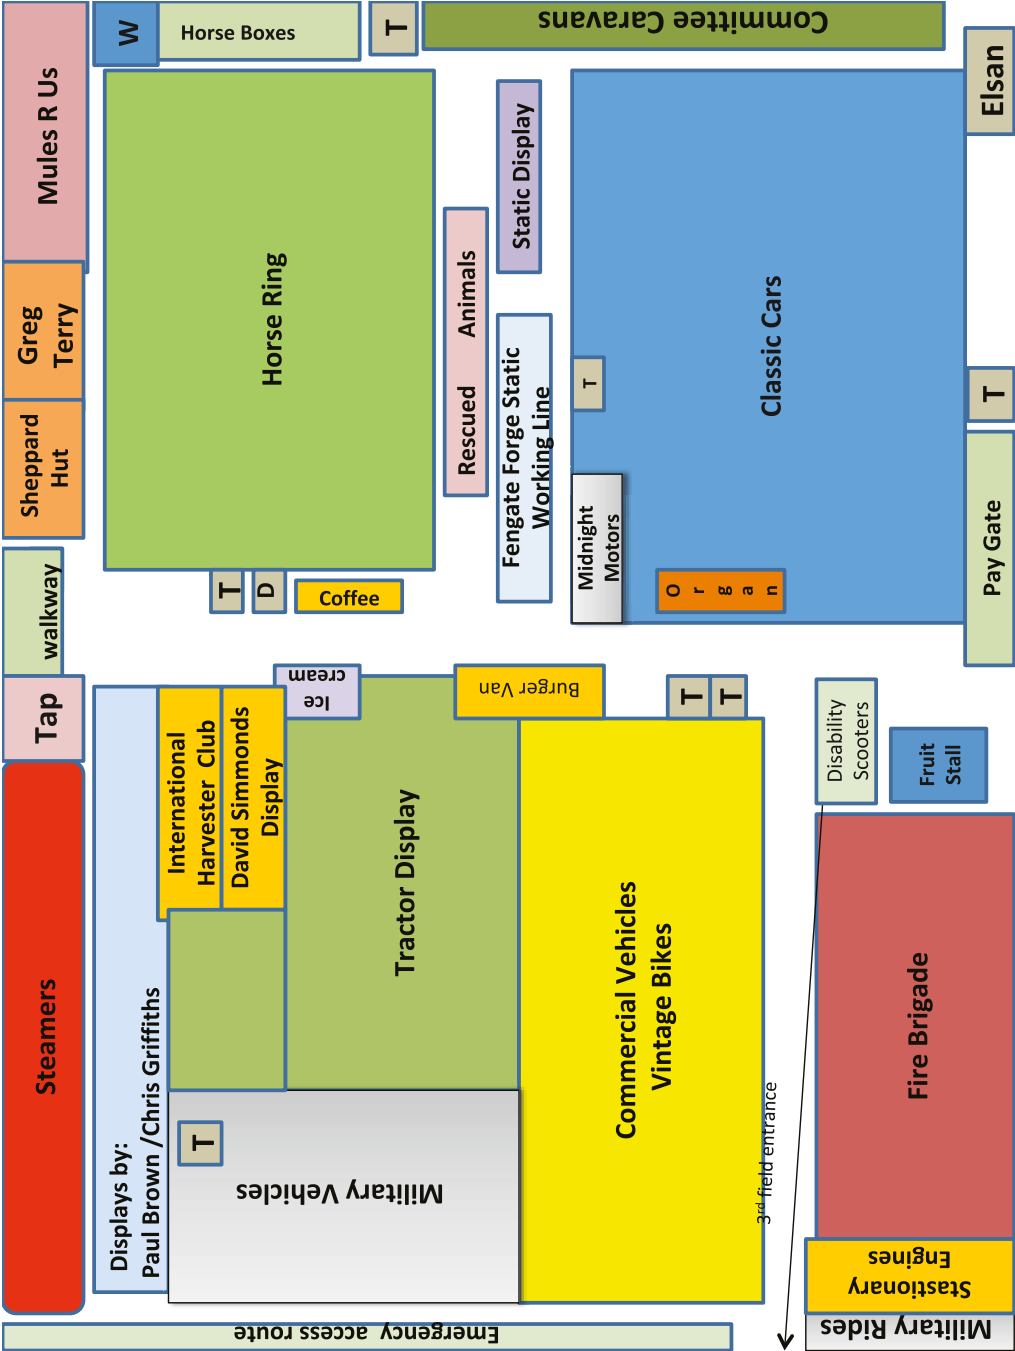 Mules R Us
W
Horse Boxes
T
Committee Caravans
Elsan
Greg
Terry
Sheppard
Hut
Horse Ring
Rescued Animals
Static Display
Fengate Forge Static
Working Line
T
Classic Cars
T
Midnight
Motors
Organ
Pay Gate
walkway
T
D
Coffee
Tap
Ice
cream
Burger Van
T
T
Disability
Scooters
Fruit
Stall
Steamers
Displays by:
Paul Brown /Chris Griffiths
International
Harvester Club
David Simmonds
Display
Tractor Display
Commercial Vehicles
Vintage Bikes
T
Military Vehicles
3rd field entrance
Fire Brigade
Stastionary
Engines
Military Rides
Emergency access route